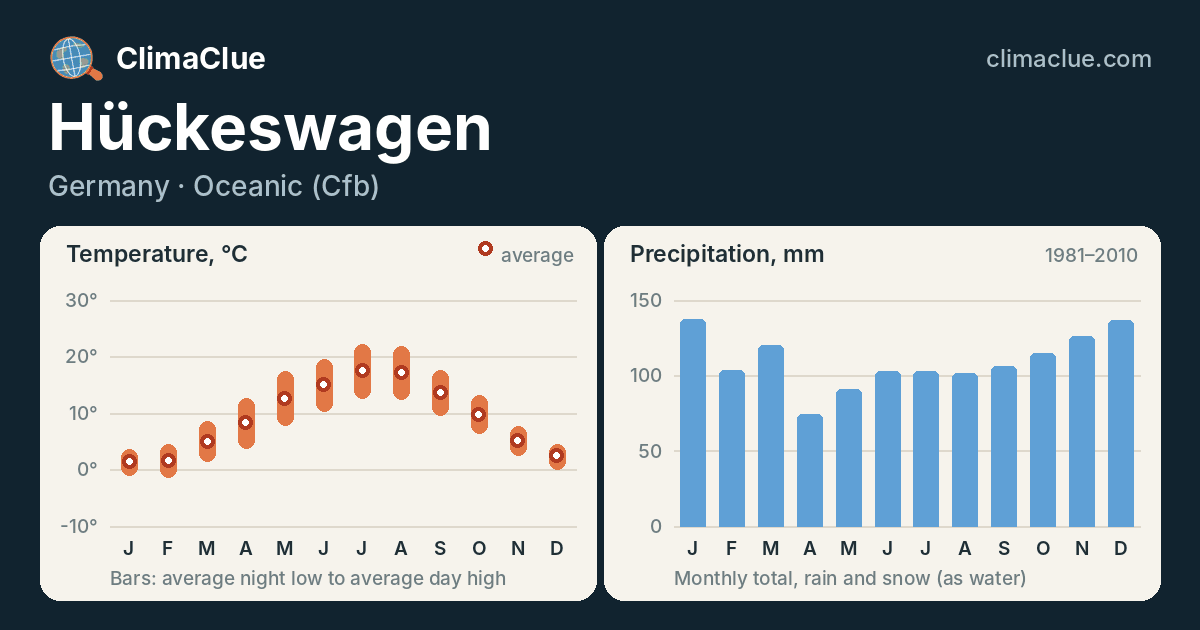 ClimaClue
climaclue.com
Hückeswagen
Germany · Oceanic (Cfb)
Temperature, °C
average
30°
20°
10°
0°
-10°
J F M A M J J A S O N D
Bars: average night low to average day high
Precipitation, mm
1981–2010
150
100
50
0
J F M A M J J A S O N D
Monthly total, rain and snow (as water)